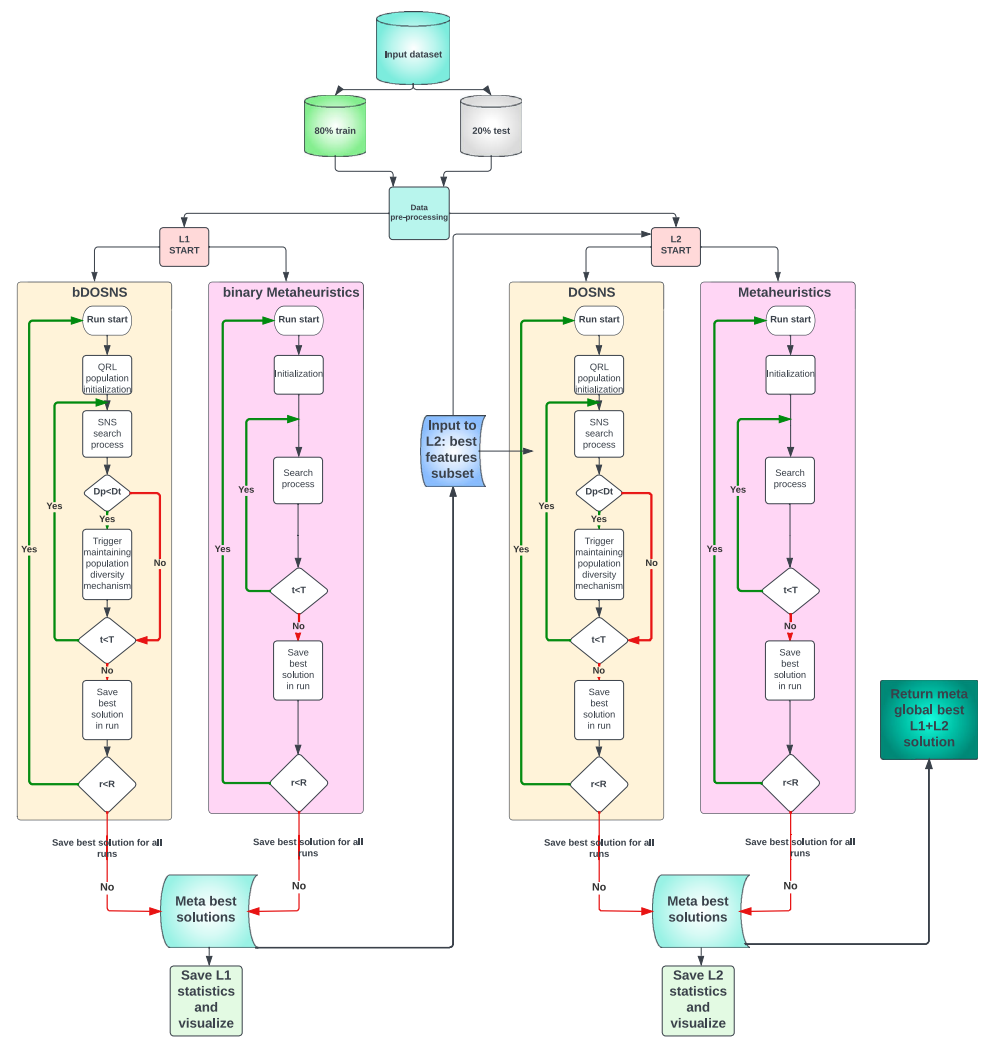 Input dataset
80% train
20% test
Data
pre-processing
L1
START
L2
START
bDOSNS
Run start
QRL
population
initialization
SNS
search
process
Dp<Dt
Yes
Yes
Trigger
maintaining
population
diversity
mechanism
No
Yes
t<T
No
Save
best
solution
in run
r<R
binary Metaheuristics
Run start
Initialization
Search
process
Yes
Yes
t<T
No
Save
best
solution
in run
r<R
Input to
L2: best
features
subset
DOSNS
Run start
QRL
population
initialization
SNS
search
process
Dp<Dt
Yes
Yes
Trigger
maintaining
population
diversity
mechanism
No
Yes
t<T
No
Save
best
solution
in run
r<R
Metaheuristics
Run start
Initialization
Search
process
Yes
Yes
t<T
No
Save
best
solution
in run
r<R
Return meta
global best
L1+L2
solution
Save best solution for all
runs
No
Save best solution for all
runs
No
Save best solution for all
runs
No
Save best solution for all
runs
No
Meta best
solutions
Meta best
solutions
Save L1
statistics
and
visualize
Save L2
statistics
and
visualize